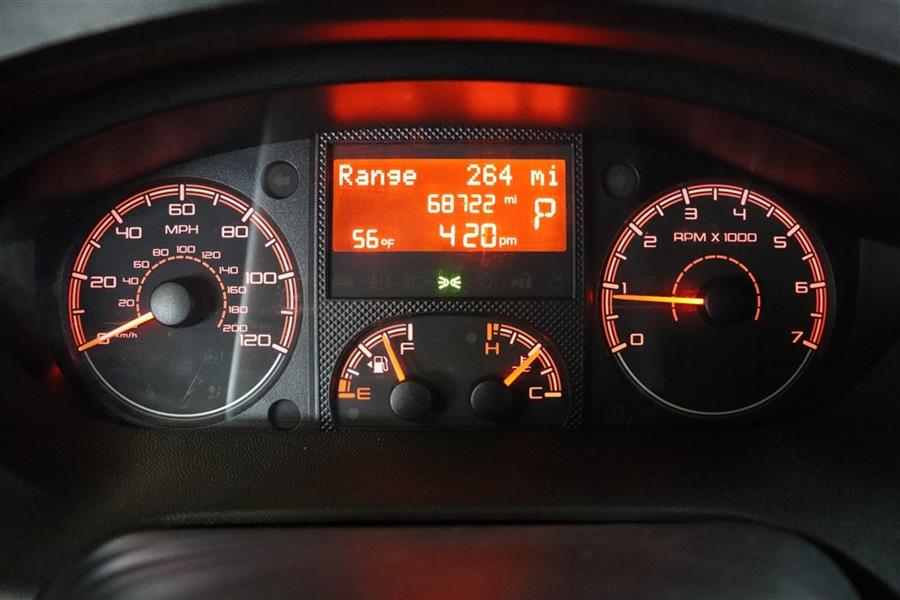 Range 264 mi
68722 mi
P
56°F 4:20 pm
0 20 40 60 80 100 120
MPH
20 40 60 80 100 120 140 160 180 200
km/h
0 1 2 3 4 5 6 7
RPM X 1000
E F
H C